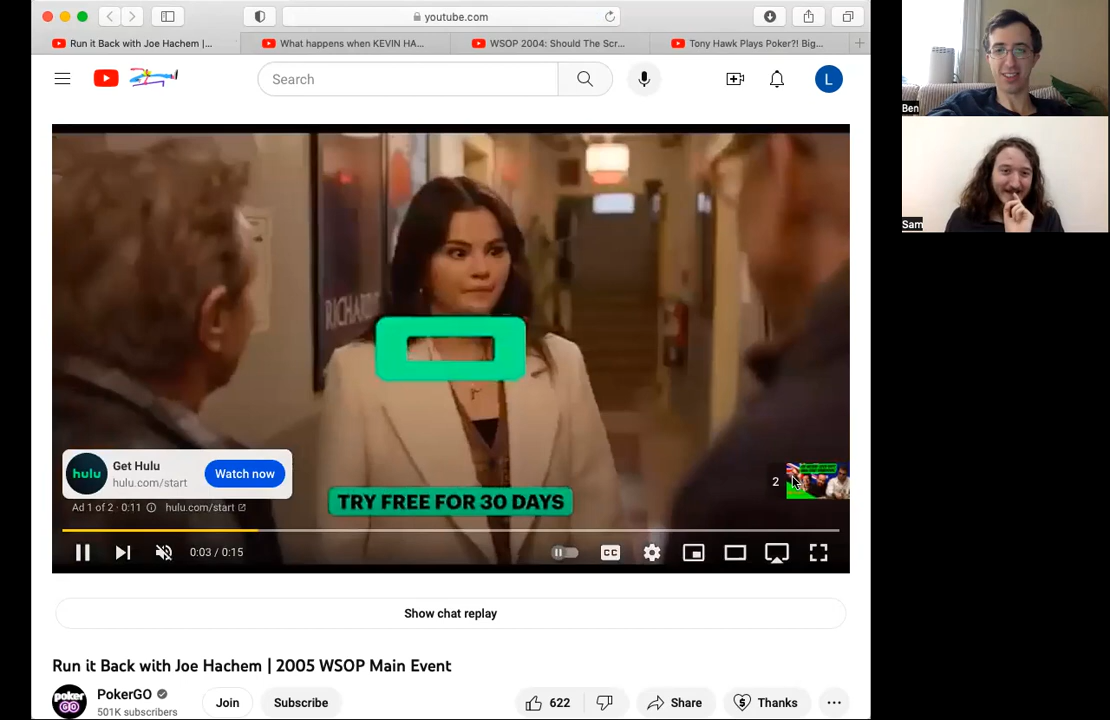 youtube.com
Run it Back with Joe Hachem |...
What happens when KEVIN HA...
WSOP 2004: Should The Scr...
Tony Hawk Plays Poker?! Big...
Search
L
Ben
Sam
RICHARD
hulu
Get Hulu
hulu.com/start
Watch now
2
TRY FREE FOR 30 DAYS
Ad 1 of 2 · 0:11
hulu.com/start
0:03 / 0:15
CC
Show chat replay
Run it Back with Joe Hachem | 2005 WSOP Main Event
poker GO
PokerGO
501K subscribers
Join
Subscribe
622
Share
Thanks